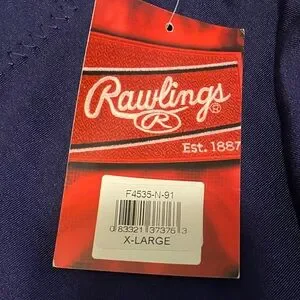 Rawlings
®
R
Est. 1887
F4535-N-91
0 83321 37376 3
X-LARGE